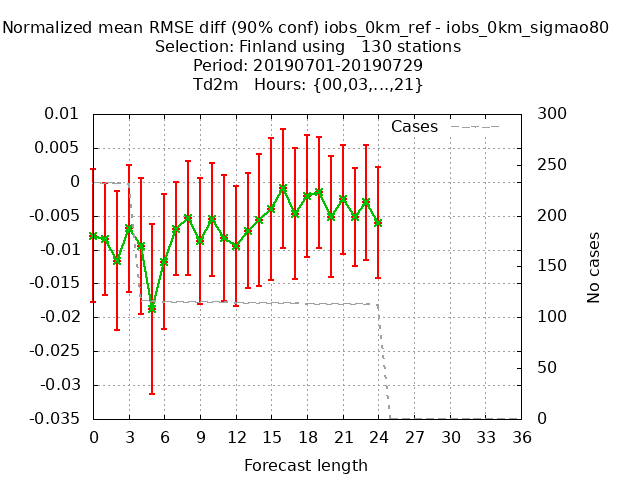 Normalized mean RMSE diff (90% conf) iobs_0km_ref - iobs_0km_sigmao80
Selection: Finland using   130 stations
Period: 20190701-20190729
Td2m   Hours: {00,03,...,21}
Cases
0.01
0.005
0
-0.005
-0.01
-0.015
-0.02
-0.025
-0.03
-0.035
300
250
200
150
100
50
0
No cases
0 3 6 9 12 15 18 21 24 27 30 33 36
Forecast length